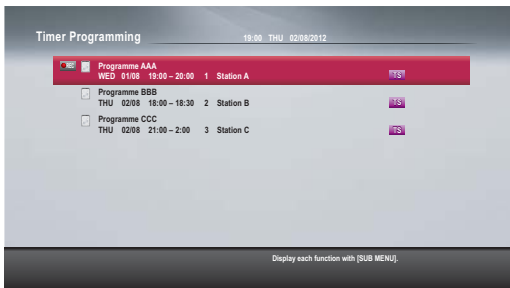 Timer Programming 19:00 THU 02/08/2012
REC Programme AAA
WED 01/08 19:00 – 20:00 1 Station A TS
Programme BBB
THU 02/08 18:00 – 18:30 2 Station B TS
Programme CCC
THU 02/08 21:00 – 2:00 3 Station C TS
Display each function with [SUB MENU].